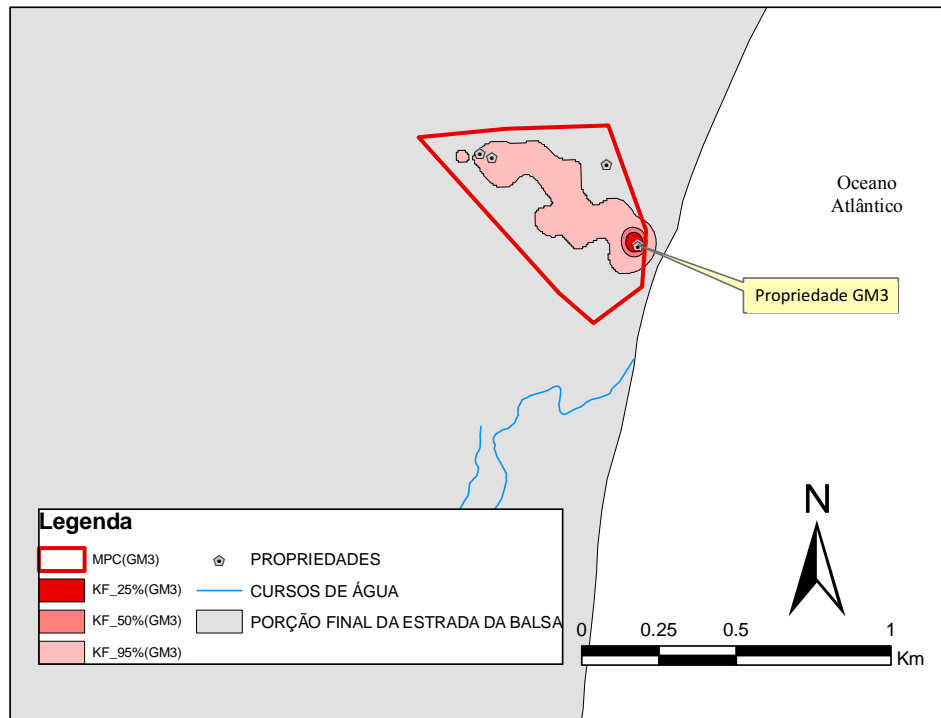 Oceano
Atlântico
Propriedade GM3
Legenda
MPC(GM3)
KF_25%(GM3)
KF_50%(GM3)
KF_95%(GM3)
PROPRIEDADES
CURSOS DE ÁGUA
PORÇÃO FINAL DA ESTRADA DA BALSA
N
0 0.25 0.5 1
Km